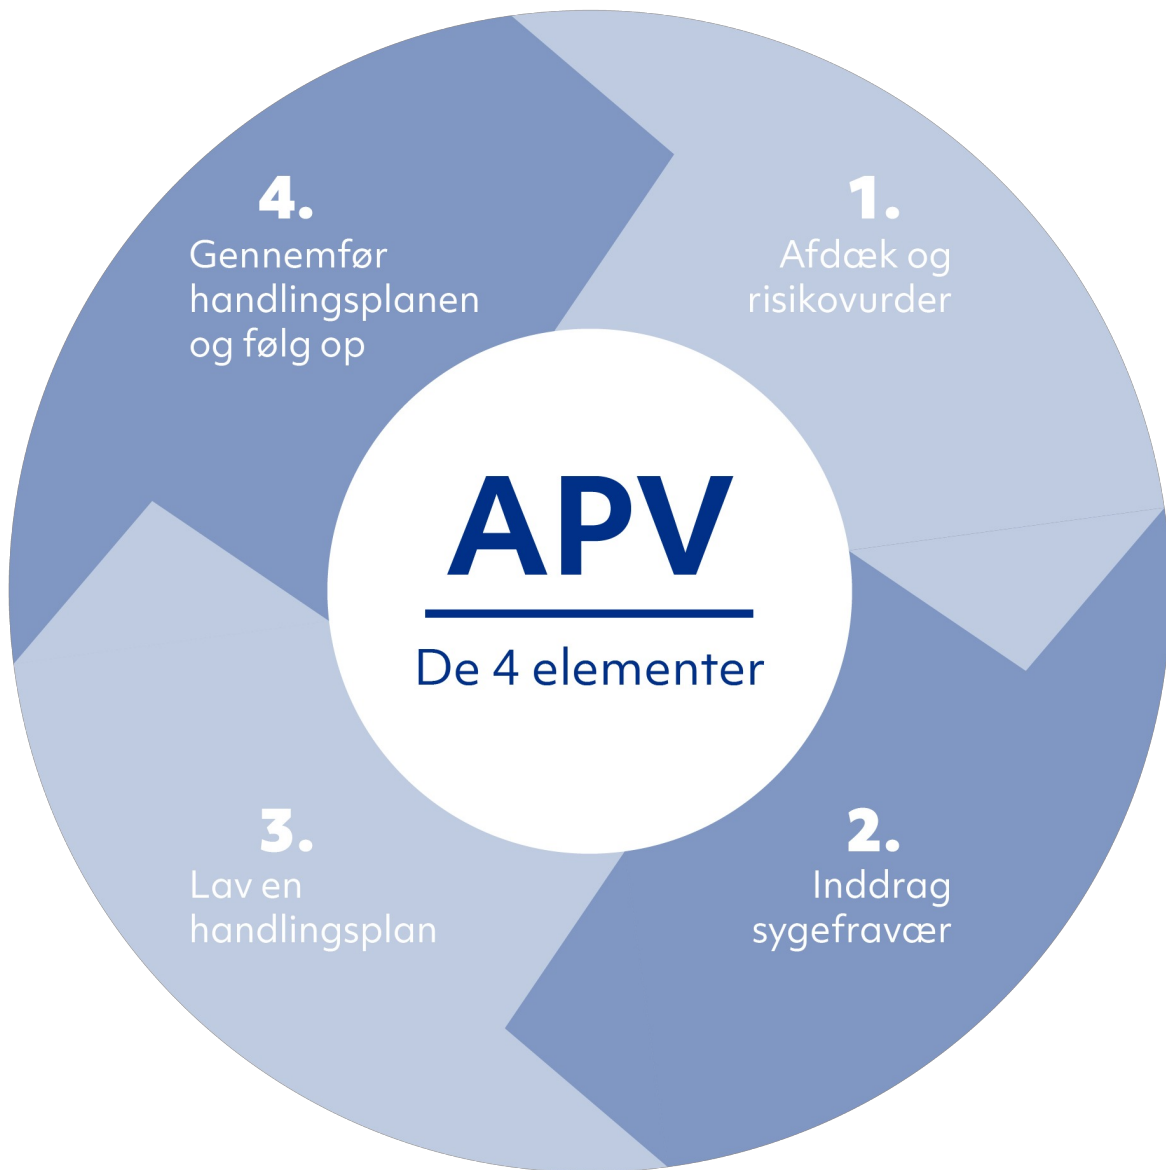 APV
De 4 elementer
1.
Afdæk og
risikovurder
2.
Inddrag
sygefravær
3.
Lav en
handlingsplan
4.
Gennemfør
handlingsplanen
og følg op